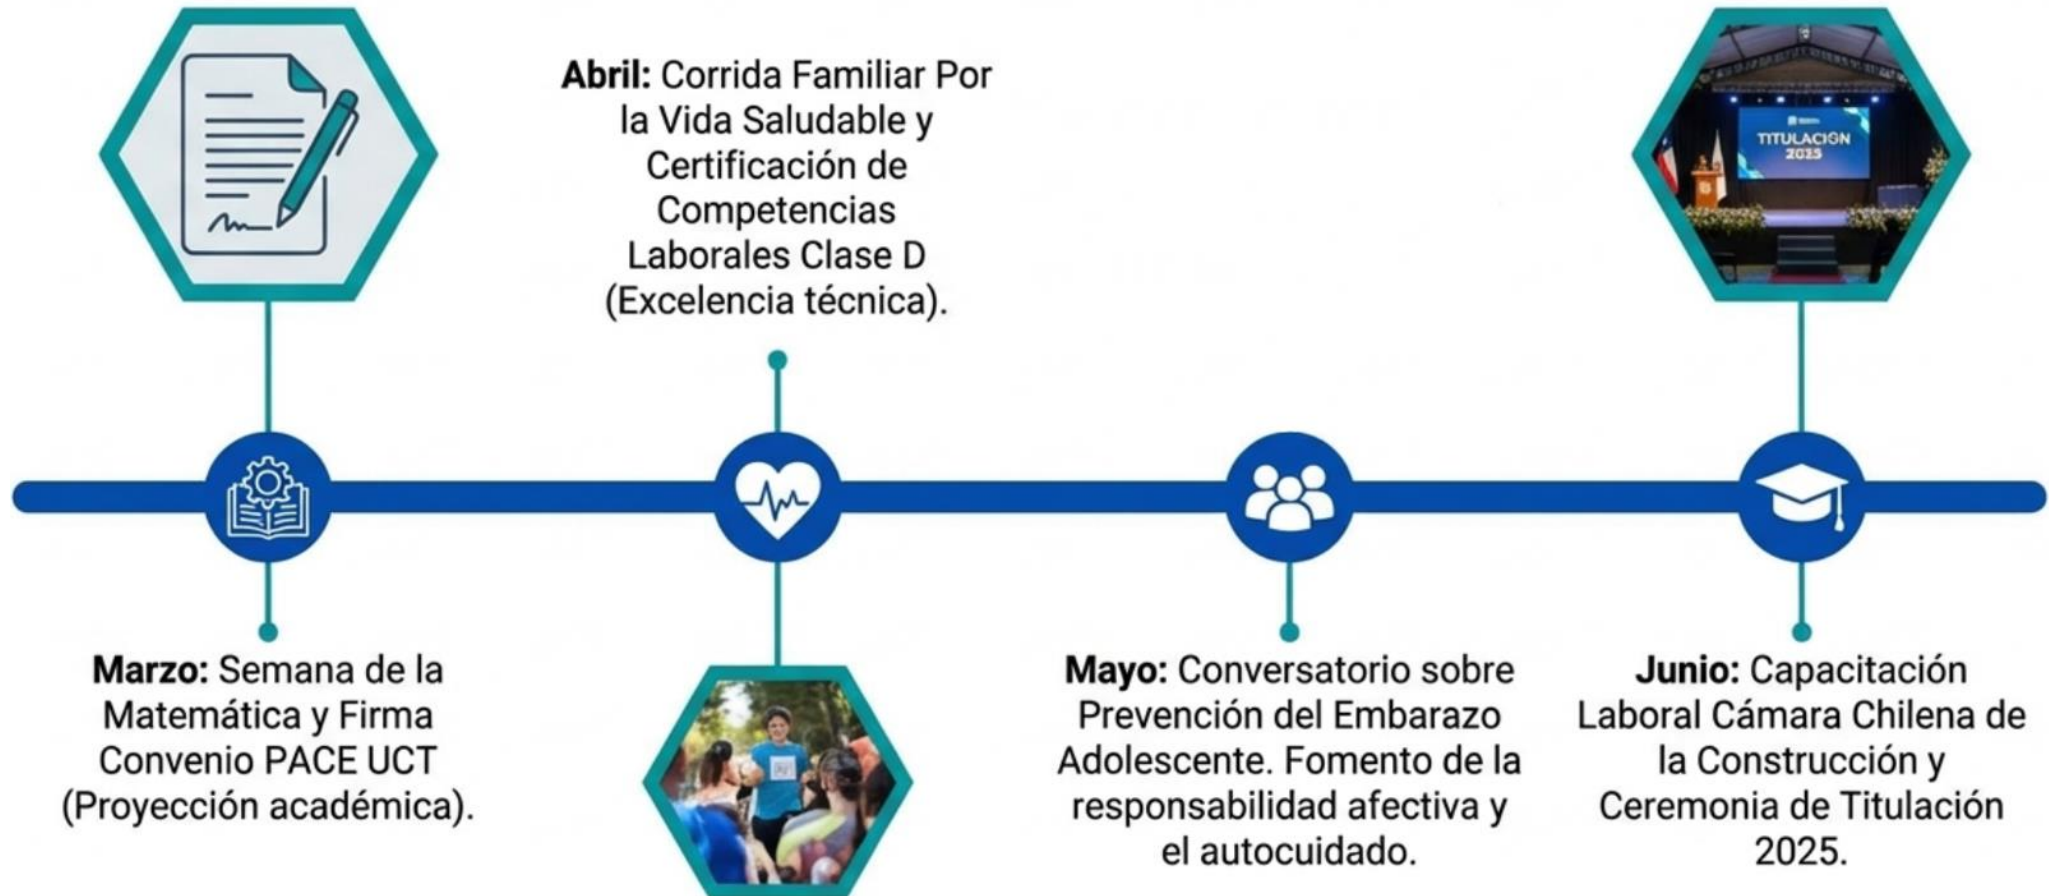 Abril: Corrida Familiar Por
la Vida Saludable y
Certificación de
Competencias
Laborales Clase D
(Excelencia técnica).
TITULACIÓN
2025
Marzo: Semana de la
Matemática y Firma
Convenio PACE UCT
(Proyección académica).
Mayo: Conversatorio sobre
Prevención del Embarazo
Adolescente. Fomento de la
responsabilidad afectiva y
el autocuidado.
Junio: Capacitación
Laboral Cámara Chilena de
la Construcción y
Ceremonia de Titulación
2025.